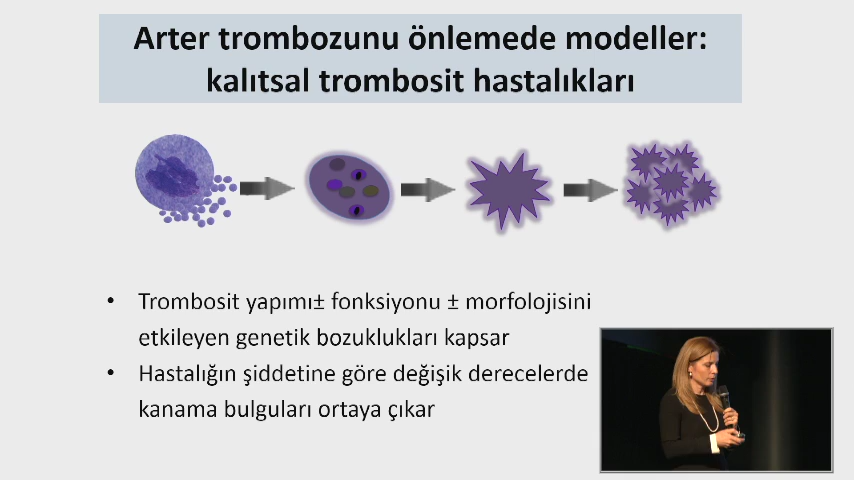 Arter trombozunu önlemede modeller:
kalıtsal trombosit hastalıkları
• Trombosit yapımı± fonksiyonu ± morfolojisini
etkileyen genetik bozuklukları kapsar
• Hastalığın şiddetine göre değişik derecelerde
kanama bulguları ortaya çıkar